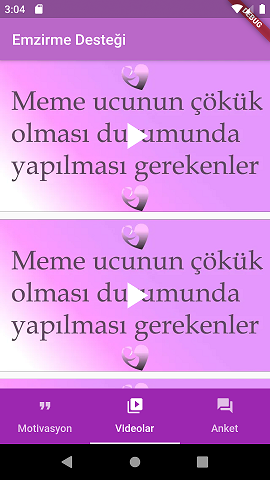 3:04
DEBUG
Emzirme Desteği
Meme ucunun çökük
olması durumunda
yapılması gerekenler
Meme ucunun çökük
olması durumunda
yapılması gerekenler
Motivasyon
Videolar
Anket